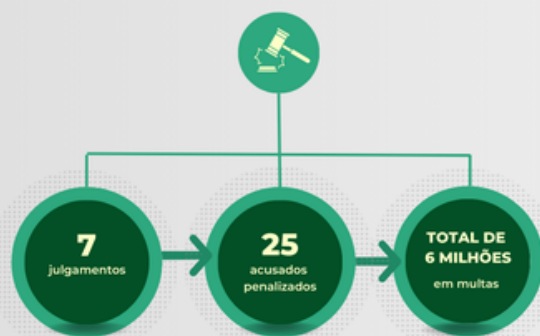 7
julgamentos
25
acusados
penalizados
TOTAL DE
6 MILHÕES
em multas